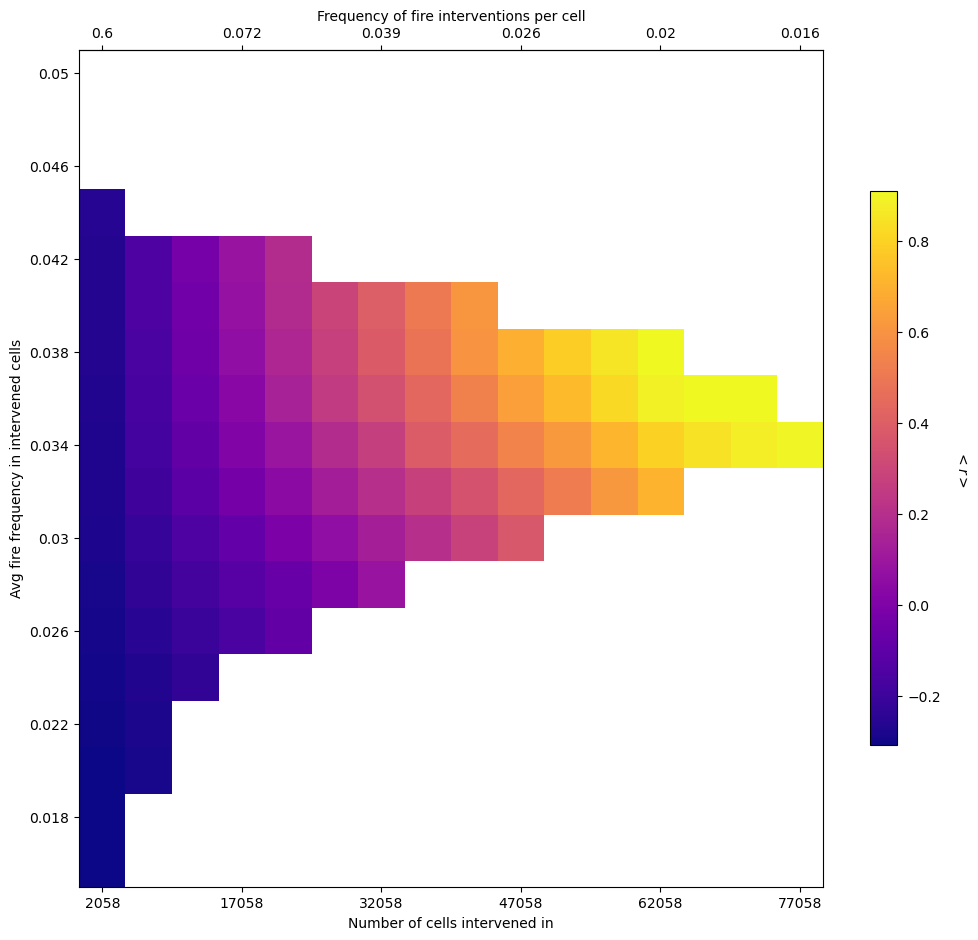 Frequency of fire interventions per cell
0.6 0.072 0.039 0.026 0.02 0.016
0.05
0.046
0.042
0.038
0.034
0.03
0.026
0.022
0.018
Avg fire frequency in intervened cells
2058 17058 32058 47058 62058 77058
Number of cells intervened in
0.8
0.6
0.4
0.2
0.0
−0.2
< r >